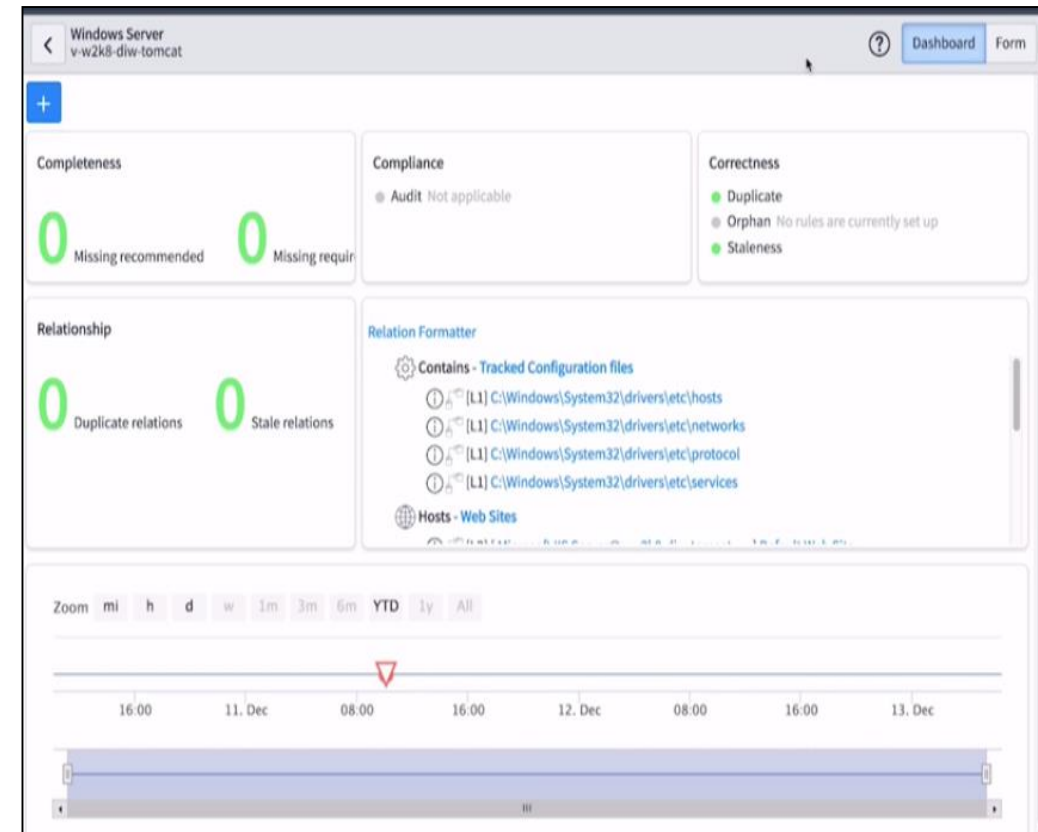 Windows Server
v-w2k8-diw-tomcat
Dashboard
Form
Completeness
0 Missing recommended
0 Missing requir
Compliance
Audit Not applicable
Correctness
Duplicate
Orphan No rules are currently set up
Staleness
Relationship
0 Duplicate relations
0 Stale relations
Relation Formatter
Contains - Tracked Configuration files
[L1] C:\Windows\System32\drivers\etc\hosts
[L1] C:\Windows\System32\drivers\etc\networks
[L1] C:\Windows\System32\drivers\etc\protocol
[L1] C:\Windows\System32\drivers\etc\services
Hosts - Web Sites
Zoom mi h d w 1m 3m 6m YTD 1y All
16:00 11. Dec 08:00 16:00 12. Dec 08:00 16:00 13. Dec